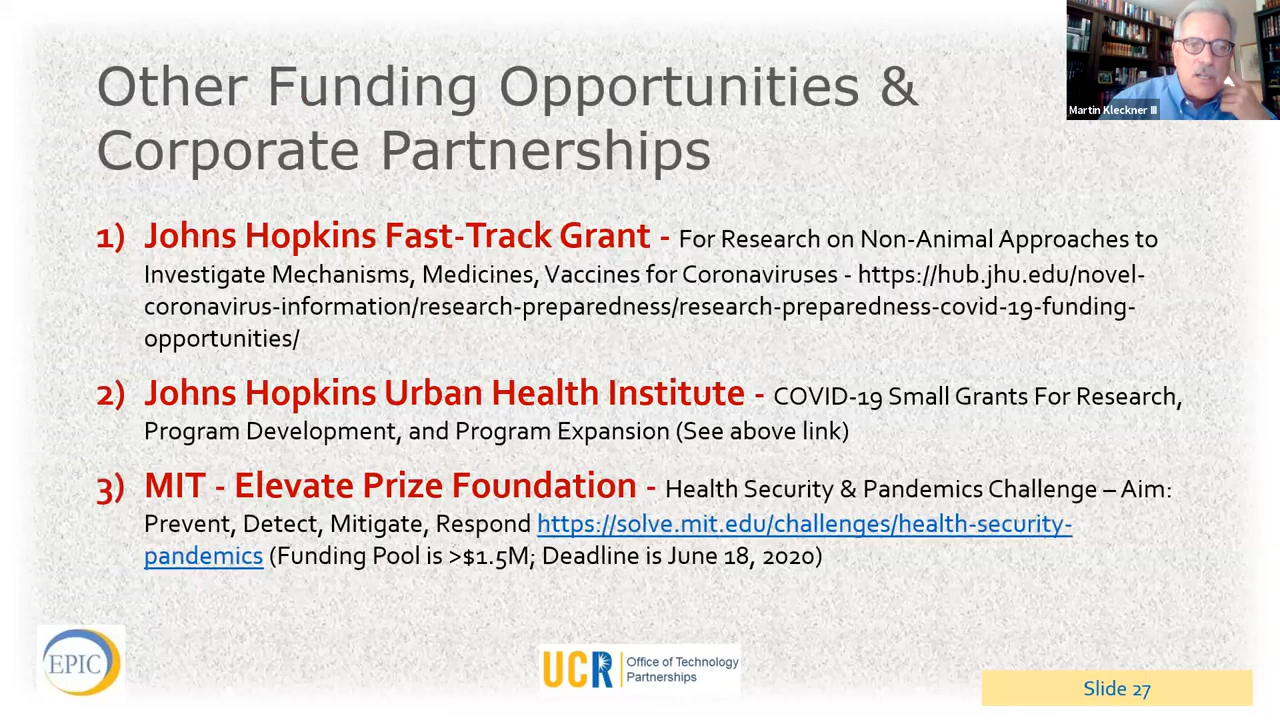 Other Funding Opportunities &
Corporate Partnerships
Martin Kleckner III
1) Johns Hopkins Fast-Track Grant - For Research on Non-Animal Approaches to
Investigate Mechanisms, Medicines, Vaccines for Coronaviruses - https://hub.jhu.edu/novel-
coronavirus-information/research-preparedness/research-preparedness-covid-19-funding-
opportunities/
2) Johns Hopkins Urban Health Institute - COVID-19 Small Grants For Research,
Program Development, and Program Expansion (See above link)
3) MIT - Elevate Prize Foundation - Health Security & Pandemics Challenge – Aim:
Prevent, Detect, Mitigate, Respond https://solve.mit.edu/challenges/health-security-
pandemics (Funding Pool is >$1.5M; Deadline is June 18, 2020)
EPIC
UCR Office of Technology
Partnerships
Slide 27